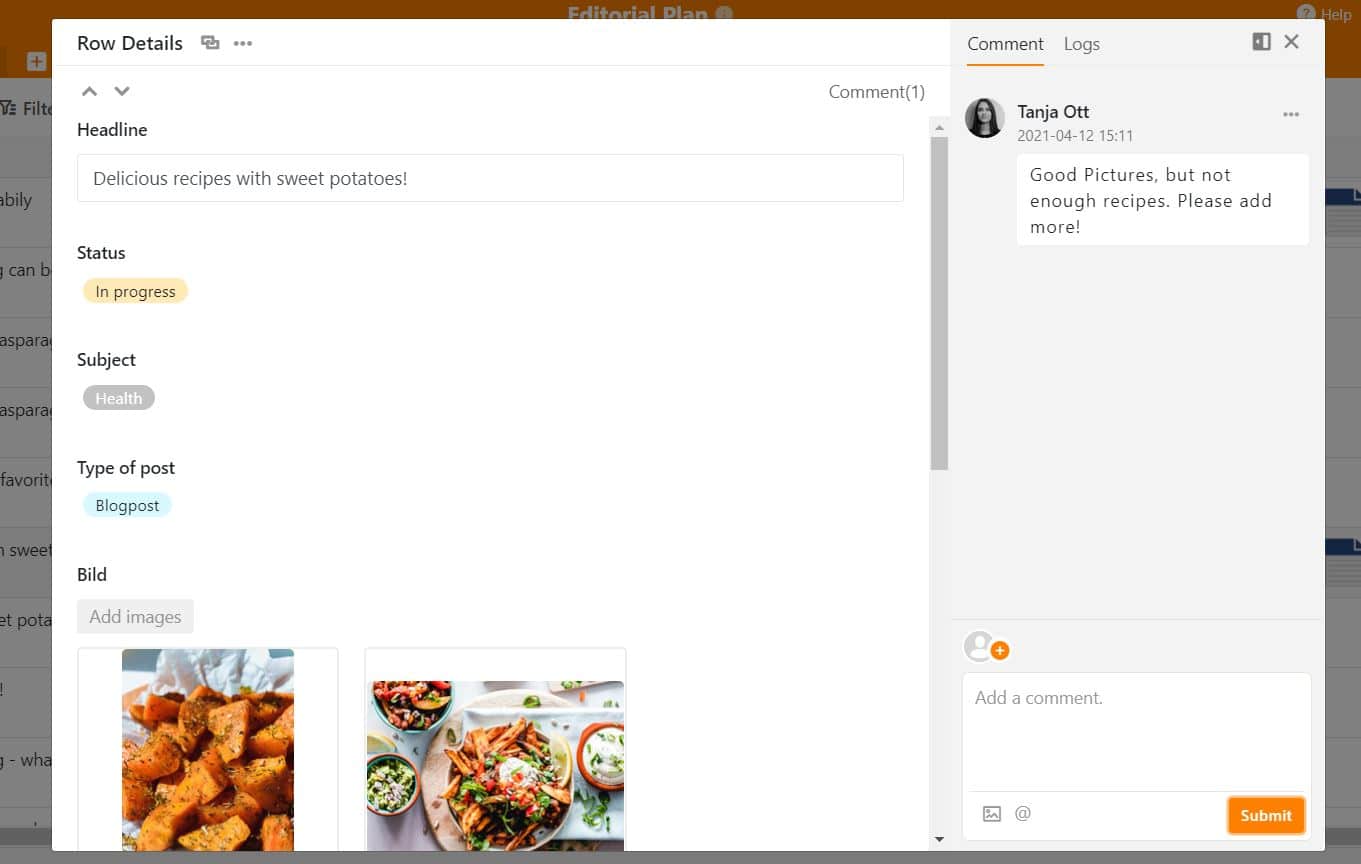 Editorial Plan
Help
Row Details
Comment Logs
Filte
Comment(1)
Headline
Delicious recipes with sweet potatoes!
Tanja Ott
2021-04-12 15:11
Good Pictures, but not
enough recipes. Please add
more!
abily
Status
In progress
g can b
asparag
Subject
Health
asparag
Type of post
favorite
Blogpost
n sweet
Bild
Add images
et pota
!
g - wha
Add a comment.
@
Submit